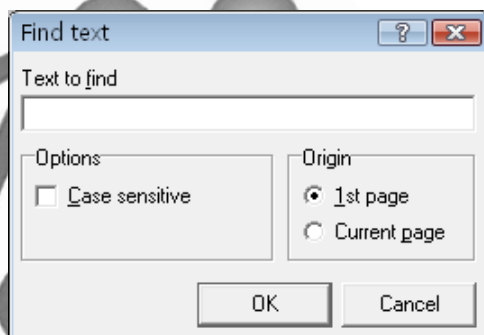 Find text
Text to find
Options
Case sensitive
Origin
1st page
Current page
OK
Cancel